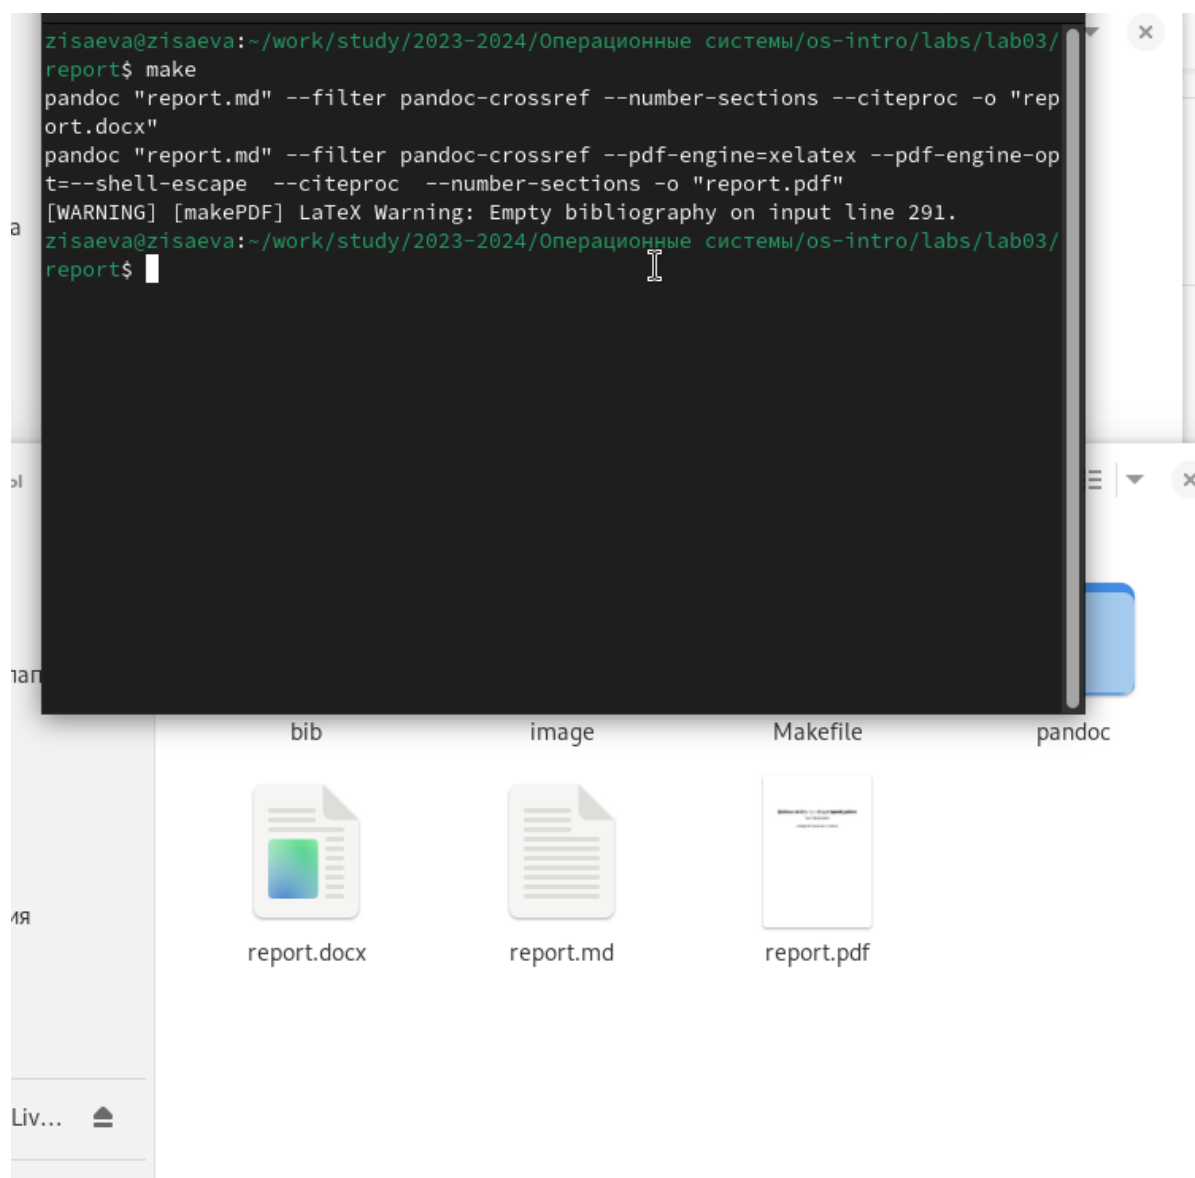 zisaeva@zisaeva:~/work/study/2023-2024/Операционные системы/os-intro/labs/lab03/
report$ make
pandoc "report.md" --filter pandoc-crossref --number-sections --citeproc -o "rep
ort.docx"
pandoc "report.md" --filter pandoc-crossref --pdf-engine=xelatex --pdf-engine-op
t=--shell-escape  --citeproc  --number-sections -o "report.pdf"
[WARNING] [makePDF] LaTeX Warning: Empty bibliography on input line 291.
zisaeva@zisaeva:~/work/study/2023-2024/Операционные системы/os-intro/labs/lab03/
report$
а
ы
пап
bib image Makefile pandoc
ия
report.docx report.md report.pdf
Liv...